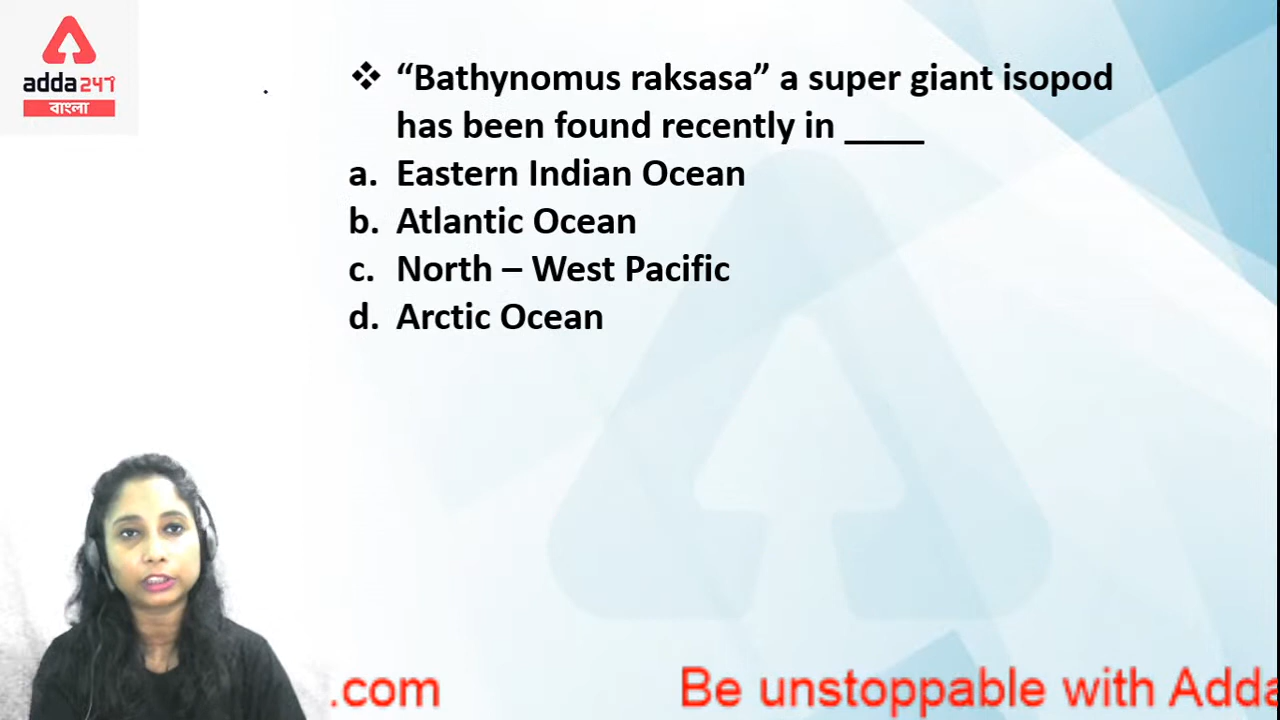 adda247
বাংলা
❖ “Bathynomus raksasa” a super giant isopod
has been found recently in ____
a. Eastern Indian Ocean
b. Atlantic Ocean
c. North – West Pacific
d. Arctic Ocean
.com Be unstoppable with Adda